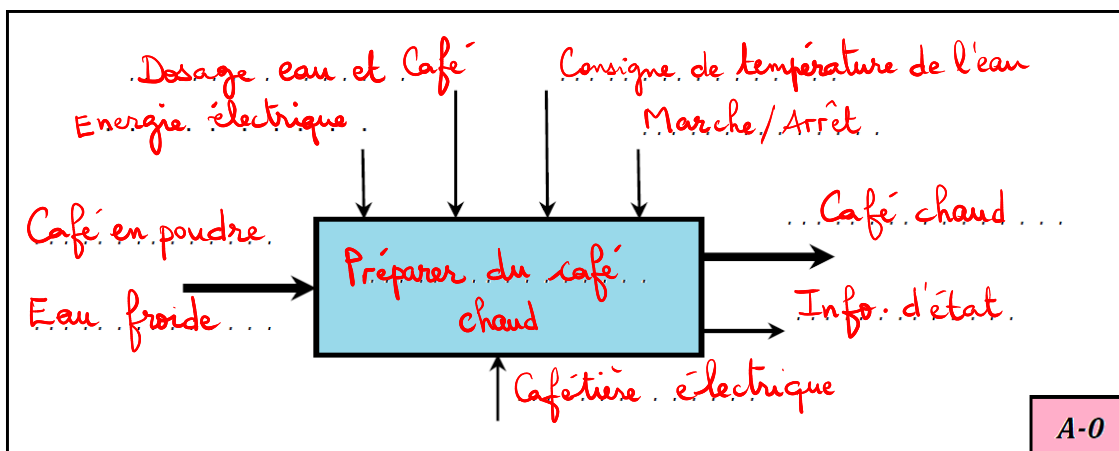 Dosage eau et Café
Consigne de température de l'eau
Energie électrique
Marche/Arrêt
Café en poudre
Café chaud
Préparer du café
chaud
Eau froide
Info. d'état
Cafétière électrique
A-0